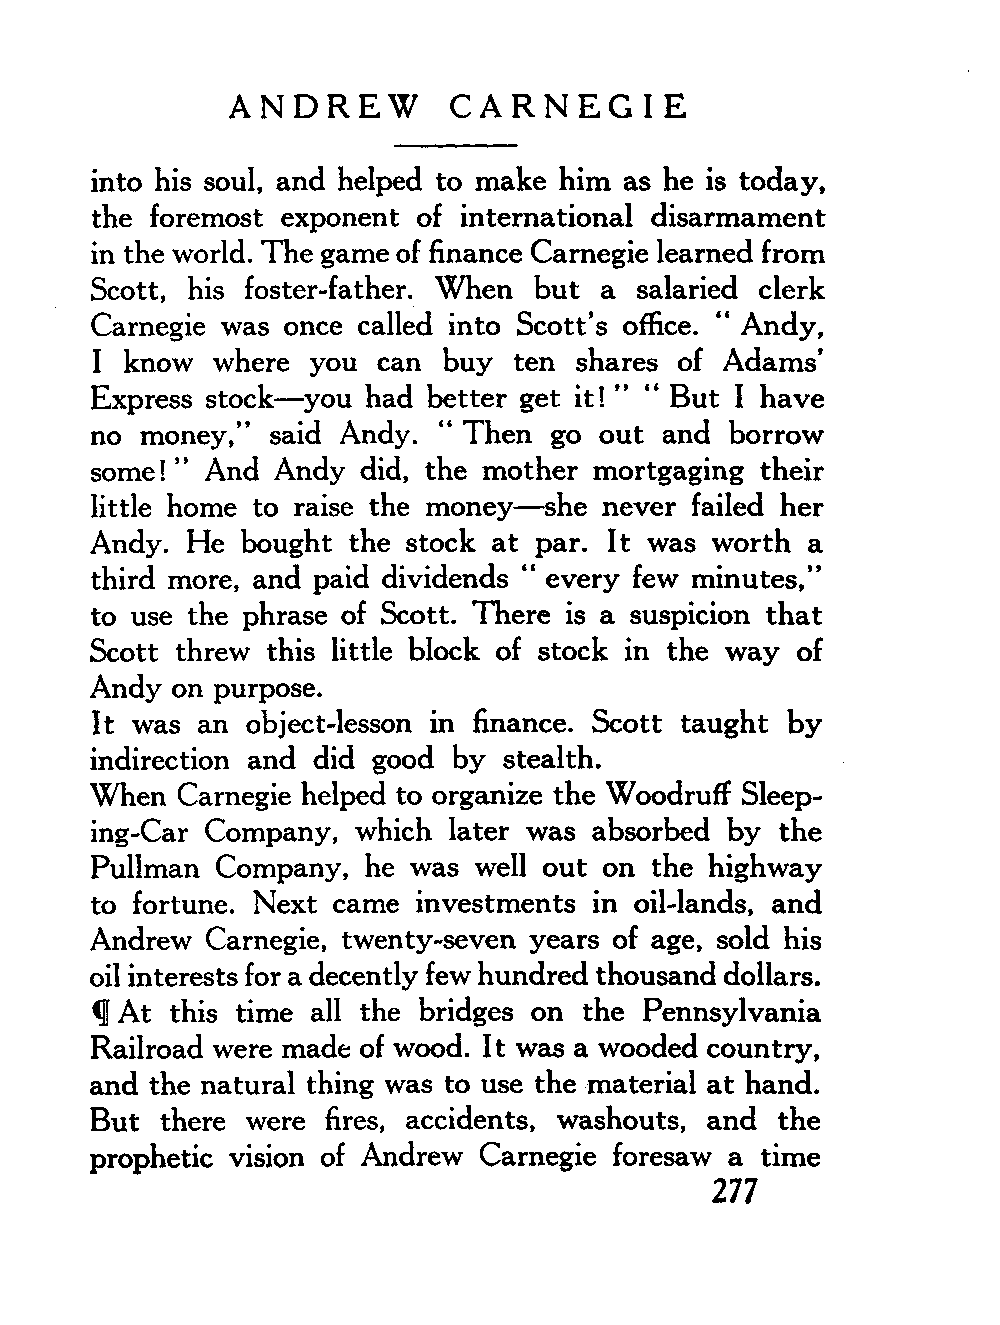 ANDREW CARNEGIE
into his soul, and helped to make him as he is today,
the foremost exponent of international disarmament
in the world. The game of finance Carnegie learned from
Scott, his foster-father. When but a salaried clerk
Carnegie was once called into Scott's office. " Andy,
I know where you can buy ten shares of Adams'
Express stock—you had better get it! " " But I have
no money," said Andy. " Then go out and borrow
some! " And Andy did, the mother mortgaging their
little home to raise the money—she never failed her
Andy. He bought the stock at par. It was worth a
third more, and paid dividends " every few minutes,"
to use the phrase of Scott. There is a suspicion that
Scott threw this little block of stock in the way of
Andy on purpose.
It was an object-lesson in finance. Scott taught by
indirection and did good by stealth.
When Carnegie helped to organize the Woodruff Sleep-
ing-Car Company, which later was absorbed by the
Pullman Company, he was well out on the highway
to fortune. Next came investments in oil-lands, and
Andrew Carnegie, twenty-seven years of age, sold his
oil interests for a decently few hundred thousand dollars.
¶ At this time all the bridges on the Pennsylvania
Railroad were made of wood. It was a wooded country,
and the natural thing was to use the material at hand.
But there were fires, accidents, washouts, and the
prophetic vision of Andrew Carnegie foresaw a time
277